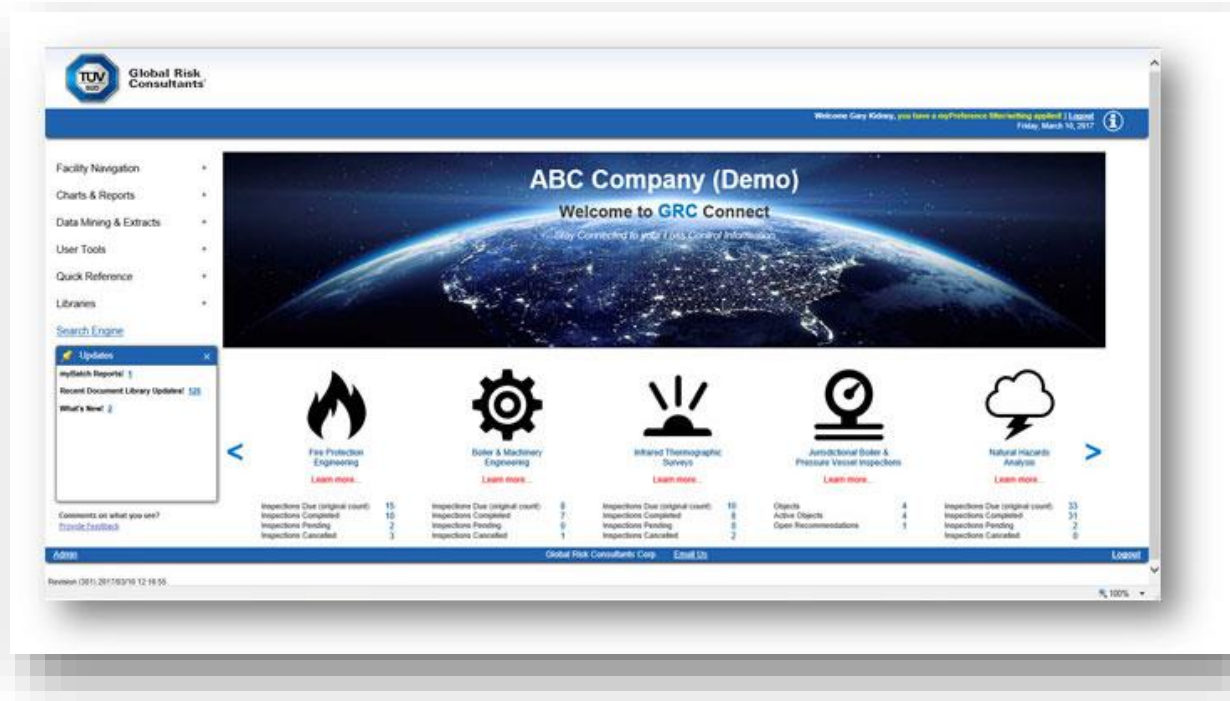 TÜV
SÜD
Global Risk
Consultants
Welcome Gary Kidney, you have a myPreference filter/setting applied! | Logout
Friday, March 10, 2017
Facility Navigation
Charts & Reports
Data Mining & Extracts
User Tools
Quick Reference
Libraries
Search Engine
ABC Company (Demo)
Welcome to GRC Connect
Stay Connected to your Loss Control Information
Updates
myBatch Reports! 1
Recent Document Library Updates!
What's New! 2
Comments on what you see?
Provide Feedback
Fire Protection
Engineering
Learn more...
Inspections Due (original count) 15
Inspections Completed 10
Inspections Pending 2
Inspections Cancelled 3
Boiler & Machinery
Engineering
Learn more...
Inspections Due (original count) 8
Inspections Completed 7
Inspections Pending 0
Inspections Cancelled 1
Infrared Thermographic
Surveys
Learn more...
Inspections Due (original count) 10
Inspections Completed 8
Inspections Pending 0
Inspections Cancelled 2
Jurisdictional Boiler &
Pressure Vessel Inspections
Learn more...
Objects 4
Active Objects 4
Open Recommendations 1
Natural Hazards
Analysis
Learn more...
Inspections Due (original count) 33
Inspections Completed 31
Inspections Pending 2
Inspections Cancelled 0
Admin
Global Risk Consultants Corp. Email Us
Logout
Revision (301) 2017/03/10 12:16:55
100%